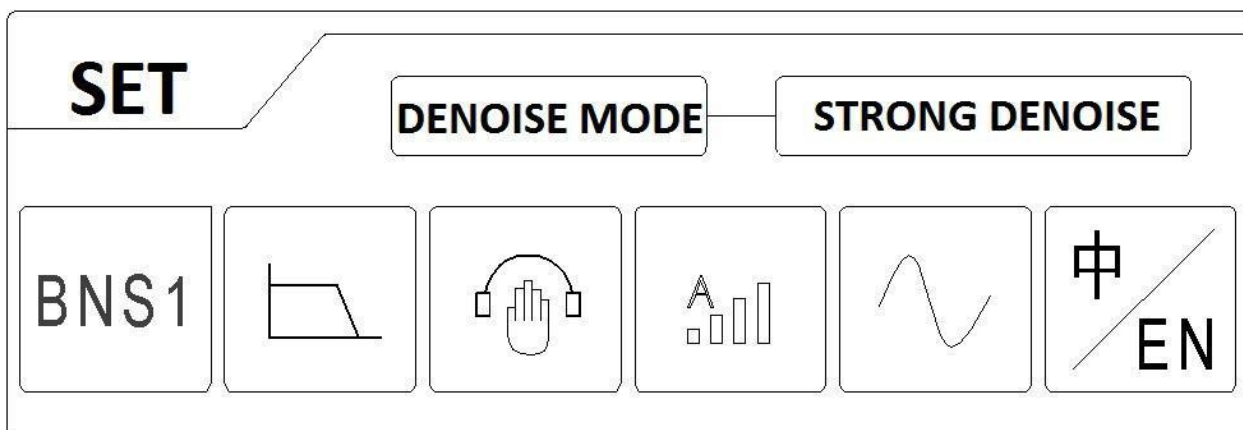 SET
DENOISE MODE
STRONG DENOISE
BNS1
A
中
EN